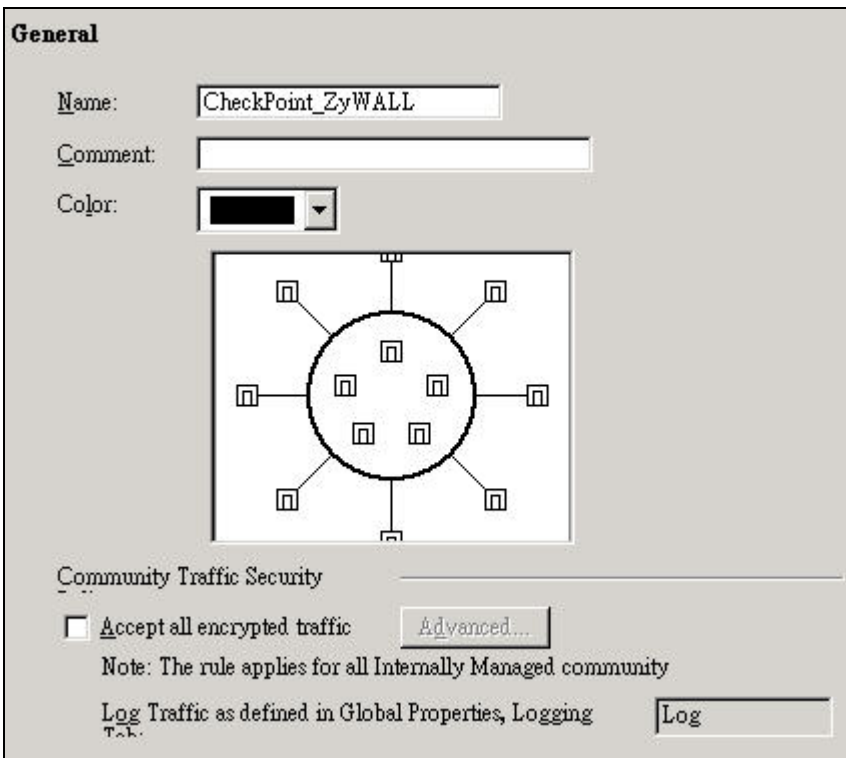 General
Name: CheckPoint_ZyWALL
Comment:
Color:
Community Traffic Security
Accept all encrypted traffic Advanced...
Note: The rule applies for all Internally Managed community
Log Traffic as defined in Global Properties, Logging Log